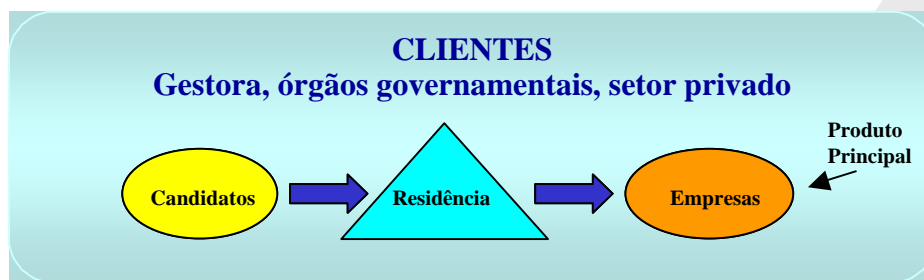 CLIENTES
Gestora, órgãos governamentais, setor privado
Produto
Principal
Candidatos
Residência
Empresas